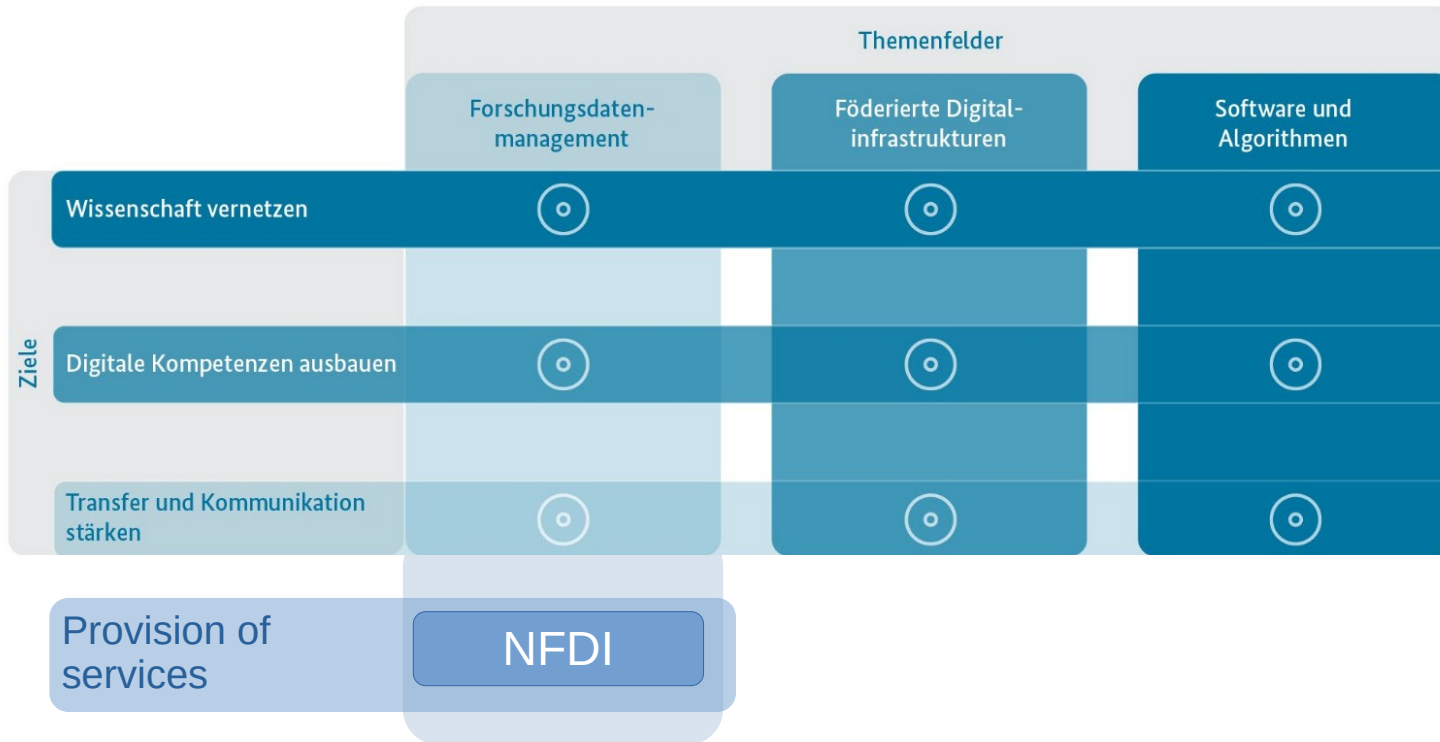 Themenfelder
Forschungsdaten-
management
Föderierte Digital-
infrastrukturen
Software und
Algorithmen
Ziele
Wissenschaft vernetzen
Digitale Kompetenzen ausbauen
Transfer und Kommunikation
stärken
Provision of
services
NFDI